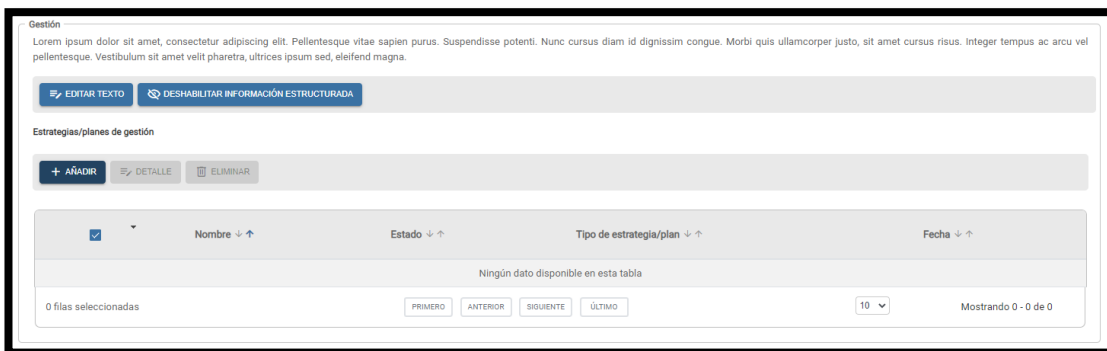 Gestión
Lorem ipsum dolor sit amet, consectetur adipiscing elit. Pellentesque vitae sapien purus. Suspendisse potenti. Nunc cursus diam id dignissim congue. Morbi quis ullamcorper justo, sit amet cursus risus. Integer tempus ac arcu vel
pellentesque. Vestibulum sit amet velit pharetra, ultrices ipsum sed, eleifend magna.
EDITAR TEXTO DESHABILITAR INFORMACIÓN ESTRUCTURADA
Estrategias/planes de gestión
+ AÑADIR DETALLE ELIMINAR
Nombre ↓↑ Estado ↓↑ Tipo de estrategia/plan ↓↑ Fecha ↓↑
Ningún dato disponible en esta tabla
0 filas seleccionadas PRIMERO ANTERIOR SIGUIENTE ÚLTIMO 10 Mostrando 0 - 0 de 0